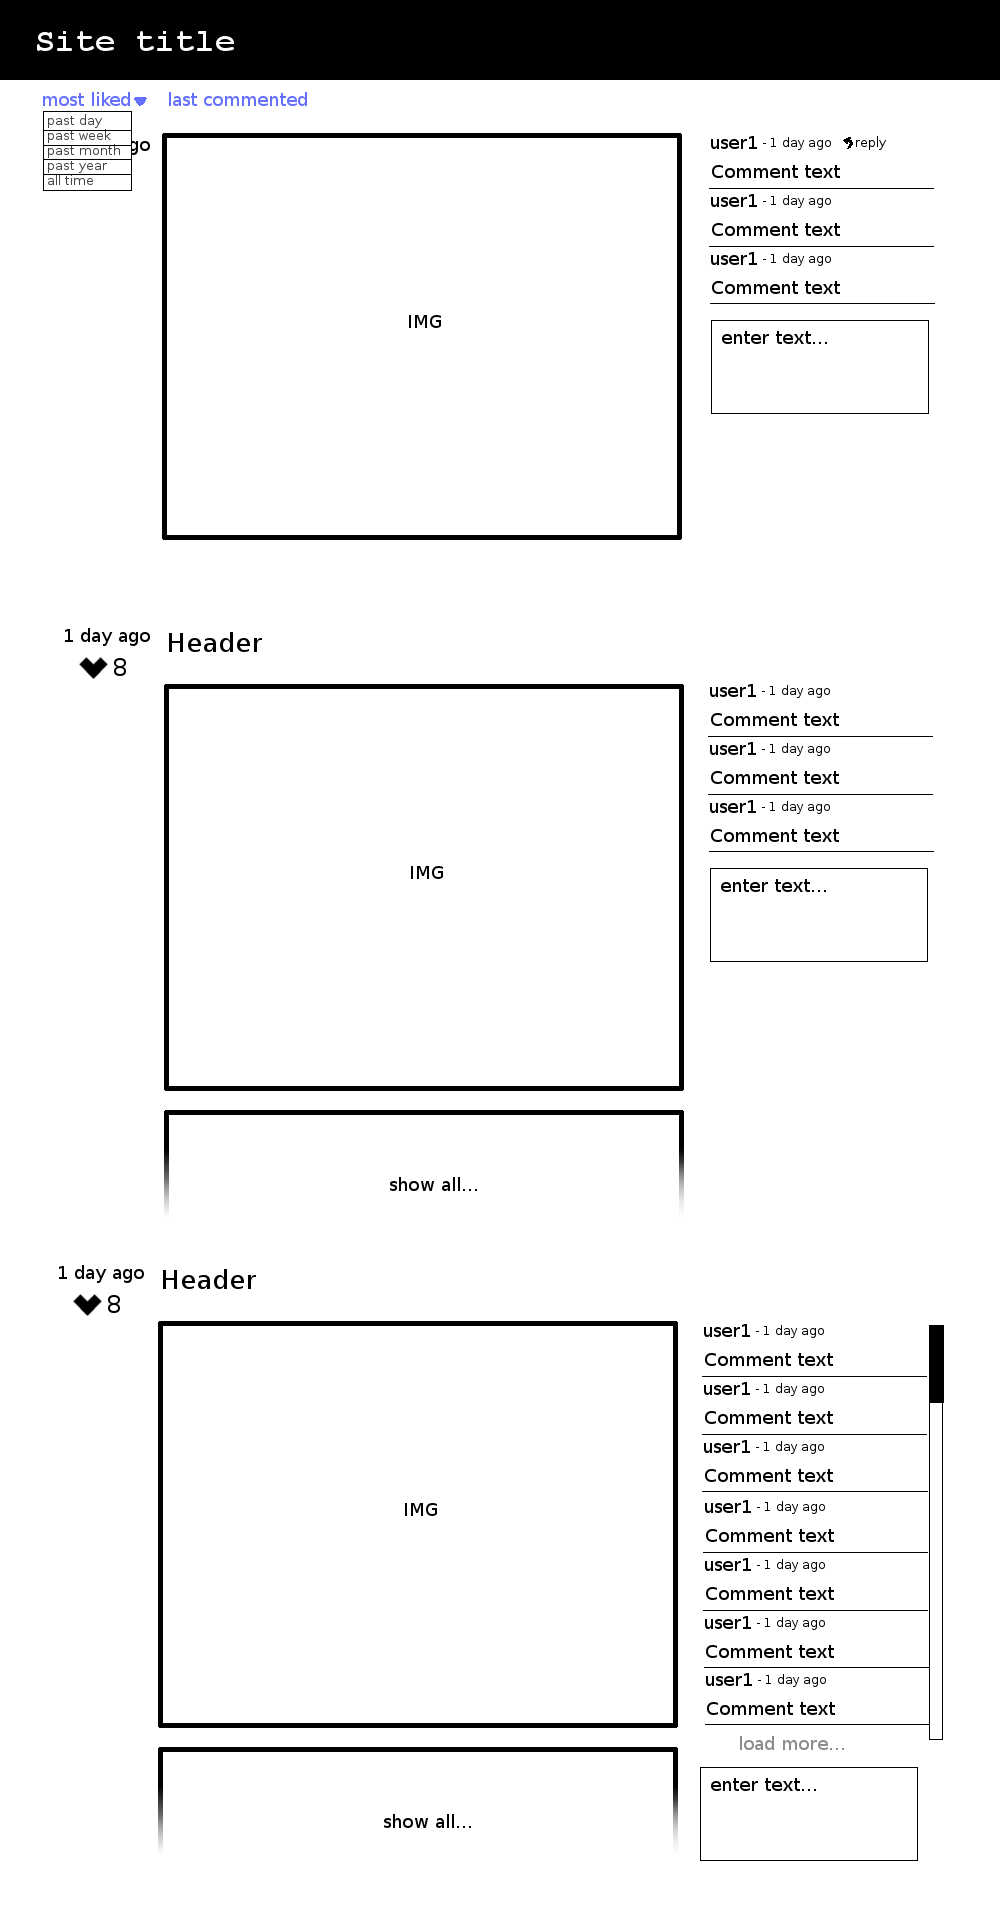 Site title
most liked last commented
past day
past week
past month
past year
all time
go
user1 - 1 day ago reply
Comment text
user1 - 1 day ago
Comment text
user1 - 1 day ago
Comment text
IMG
enter text...
1 day ago Header
8
user1 - 1 day ago
Comment text
user1 - 1 day ago
Comment text
user1 - 1 day ago
Comment text
IMG
enter text...
show all...
1 day ago Header
8
user1 - 1 day ago
Comment text
user1 - 1 day ago
Comment text
user1 - 1 day ago
Comment text
IMG
user1 - 1 day ago
Comment text
user1 - 1 day ago
Comment text
user1 - 1 day ago
Comment text
user1 - 1 day ago
Comment text
load more...
enter text...
show all...